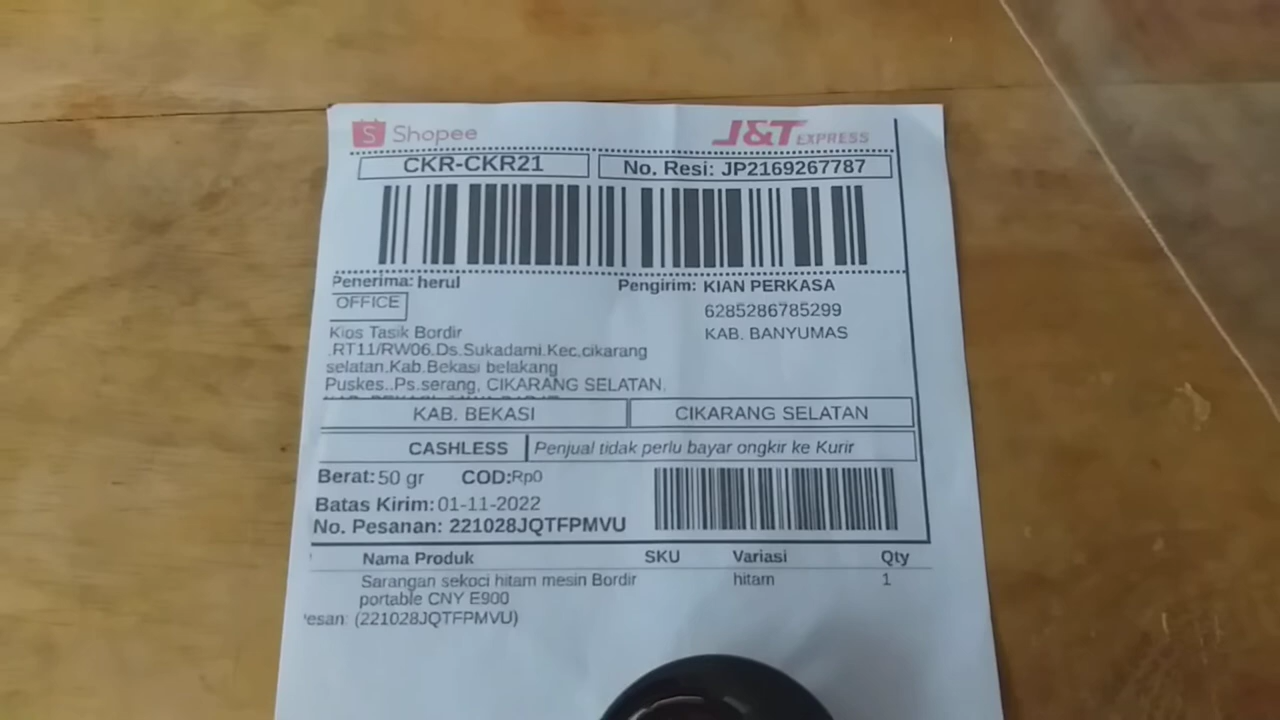 Shopee
J&T EXPRESS
CKR-CKR21
No. Resi: JP2169267787
Penerima: herul
Pengirim: KIAN PERKASA
OFFICE
6285286785299
KAB. BANYUMAS
Kios Tasik Bordir
.RT11/RW06.Ds.Sukadami.Kec.cikarang
selatan.Kab.Bekasi belakang
Puskes..Ps.serang, CIKARANG SELATAN.
KAB. BEKASI
CIKARANG SELATAN
CASHLESS
Penjual tidak perlu bayar ongkir ke Kurir
Berat: 50 gr COD:Rp0
Batas Kirim: 01-11-2022
No. Pesanan: 221028JQTFPMVU
Nama Produk SKU Variasi Qty
Sarangan sekoci hitam mesin Bordir hitam 1
portable CNY E900
esan: (221028JQTFPMVU)